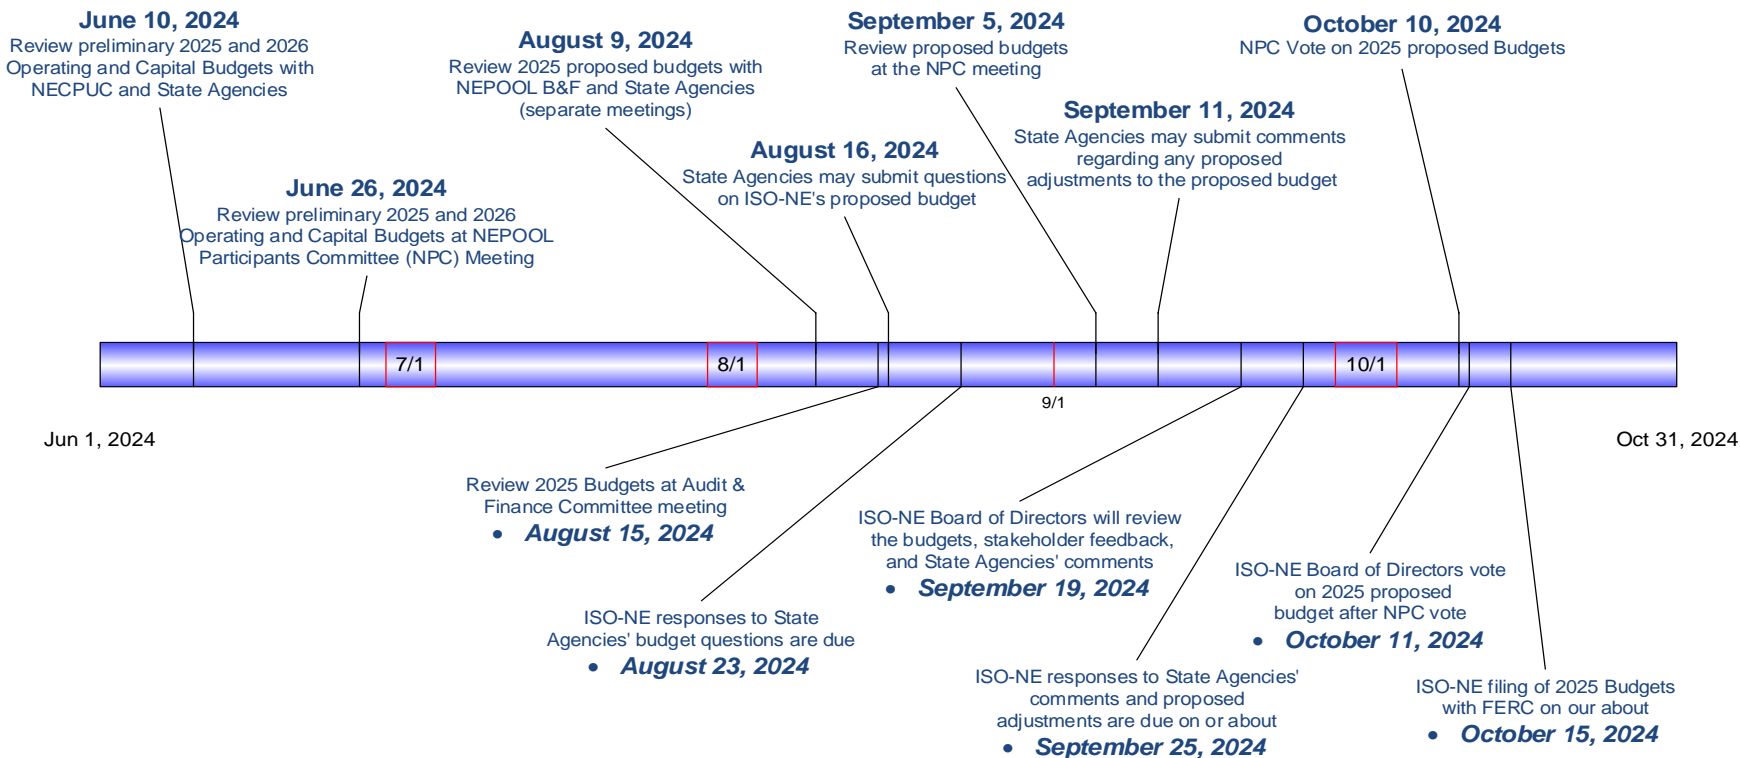 June 10, 2024
Review preliminary 2025 and 2026
Operating and Capital Budgets with
NECPUC and State Agencies
June 26, 2024
Review preliminary 2025 and 2026
Operating and Capital Budgets at NEPOOL
Participants Committee (NPC) Meeting
August 9, 2024
Review 2025 proposed budgets with
NEPOOL B&F and State Agencies
(separate meetings)
August 16, 2024
State Agencies may submit questions
on ISO-NE's proposed budget
September 5, 2024
Review proposed budgets
at the NPC meeting
September 11, 2024
State Agencies may submit comments
regarding any proposed
adjustments to the proposed budget
October 10, 2024
NPC Vote on 2025 proposed Budgets
7/1
8/1
9/1
10/1
Jun 1, 2024
Oct 31, 2024
Review 2025 Budgets at Audit &
Finance Committee meeting
• August 15, 2024
ISO-NE responses to State
Agencies' budget questions are due
• August 23, 2024
ISO-NE Board of Directors will review
the budgets, stakeholder feedback,
and State Agencies' comments
• September 19, 2024
ISO-NE responses to State Agencies'
comments and proposed
adjustments are due on or about
• September 25, 2024
ISO-NE Board of Directors vote
on 2025 proposed
budget after NPC vote
• October 11, 2024
ISO-NE filing of 2025 Budgets
with FERC on our about
• October 15, 2024